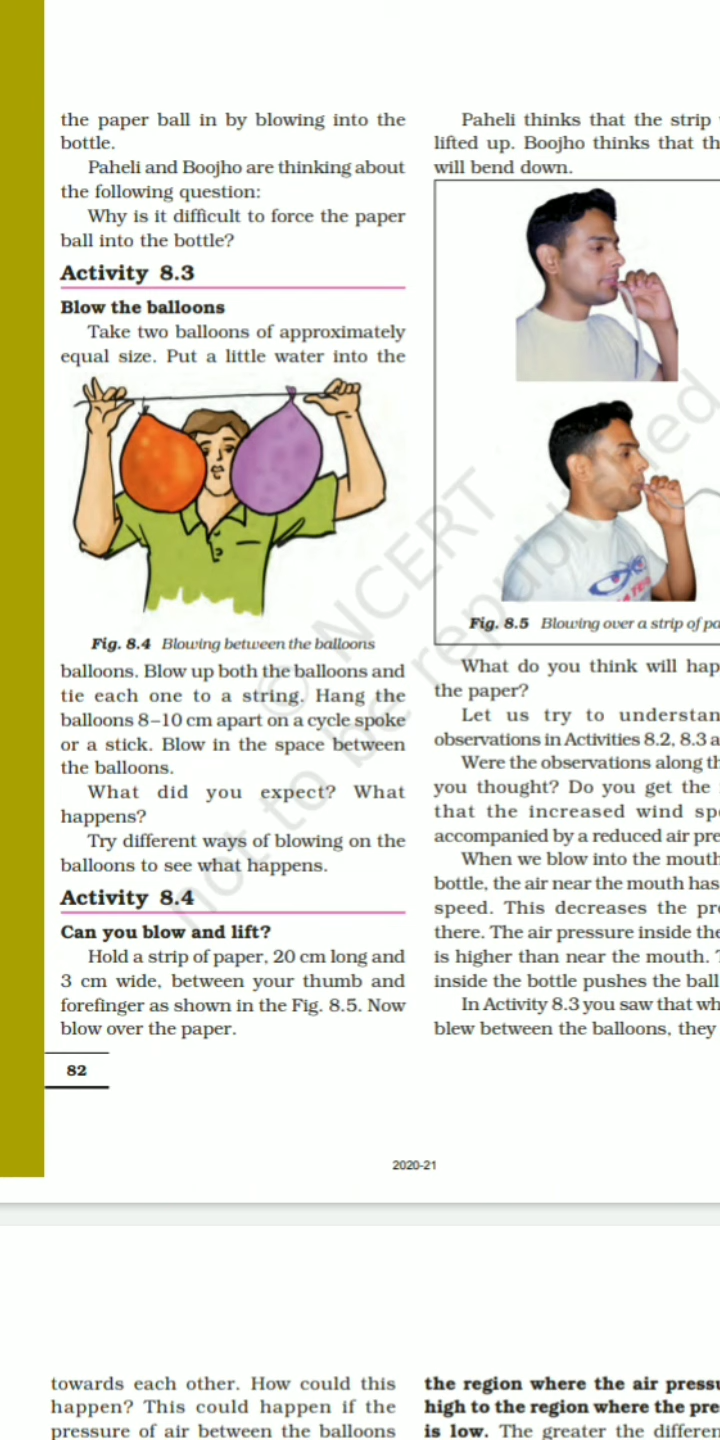 the paper ball in by blowing into the
bottle.
Paheli and Boojho are thinking about
the following question:
Why is it difficult to force the paper
ball into the bottle?
Activity 8.3
Blow the balloons
Take two balloons of approximately
equal size. Put a little water into the
Fig. 8.4 Blowing between the balloons
balloons. Blow up both the balloons and
tie each one to a string. Hang the
balloons 8–10 cm apart on a cycle spoke
or a stick. Blow in the space between
the balloons.
What did you expect? What
happens?
Try different ways of blowing on the
balloons to see what happens.
Activity 8.4
Can you blow and lift?
Hold a strip of paper, 20 cm long and
3 cm wide, between your thumb and
forefinger as shown in the Fig. 8.5. Now
blow over the paper.
82
Paheli thinks that the strip
lifted up. Boojho thinks that
will bend down.
Fig. 8.5 Blowing over a strip of
What do you think will
the paper?
Let us try to
observations in Activities 8.2, 8.3
Were the observations along
you thought? Do you get the
that the increased wind
accompanied by a reduced air
When we blow into the mouth
bottle, the air near the mouth has
speed. This decreases the
there. The air pressure inside the
is higher than near the mouth.
inside the bottle pushes the ball
In Activity 8.3 you saw that
blew between the balloons, they
© NCERT
not to be republished
2020-21
towards each other. How could this
happen? This could happen if the
pressure of air between the balloons
the region where the air
high to the region where the
is low. The greater the